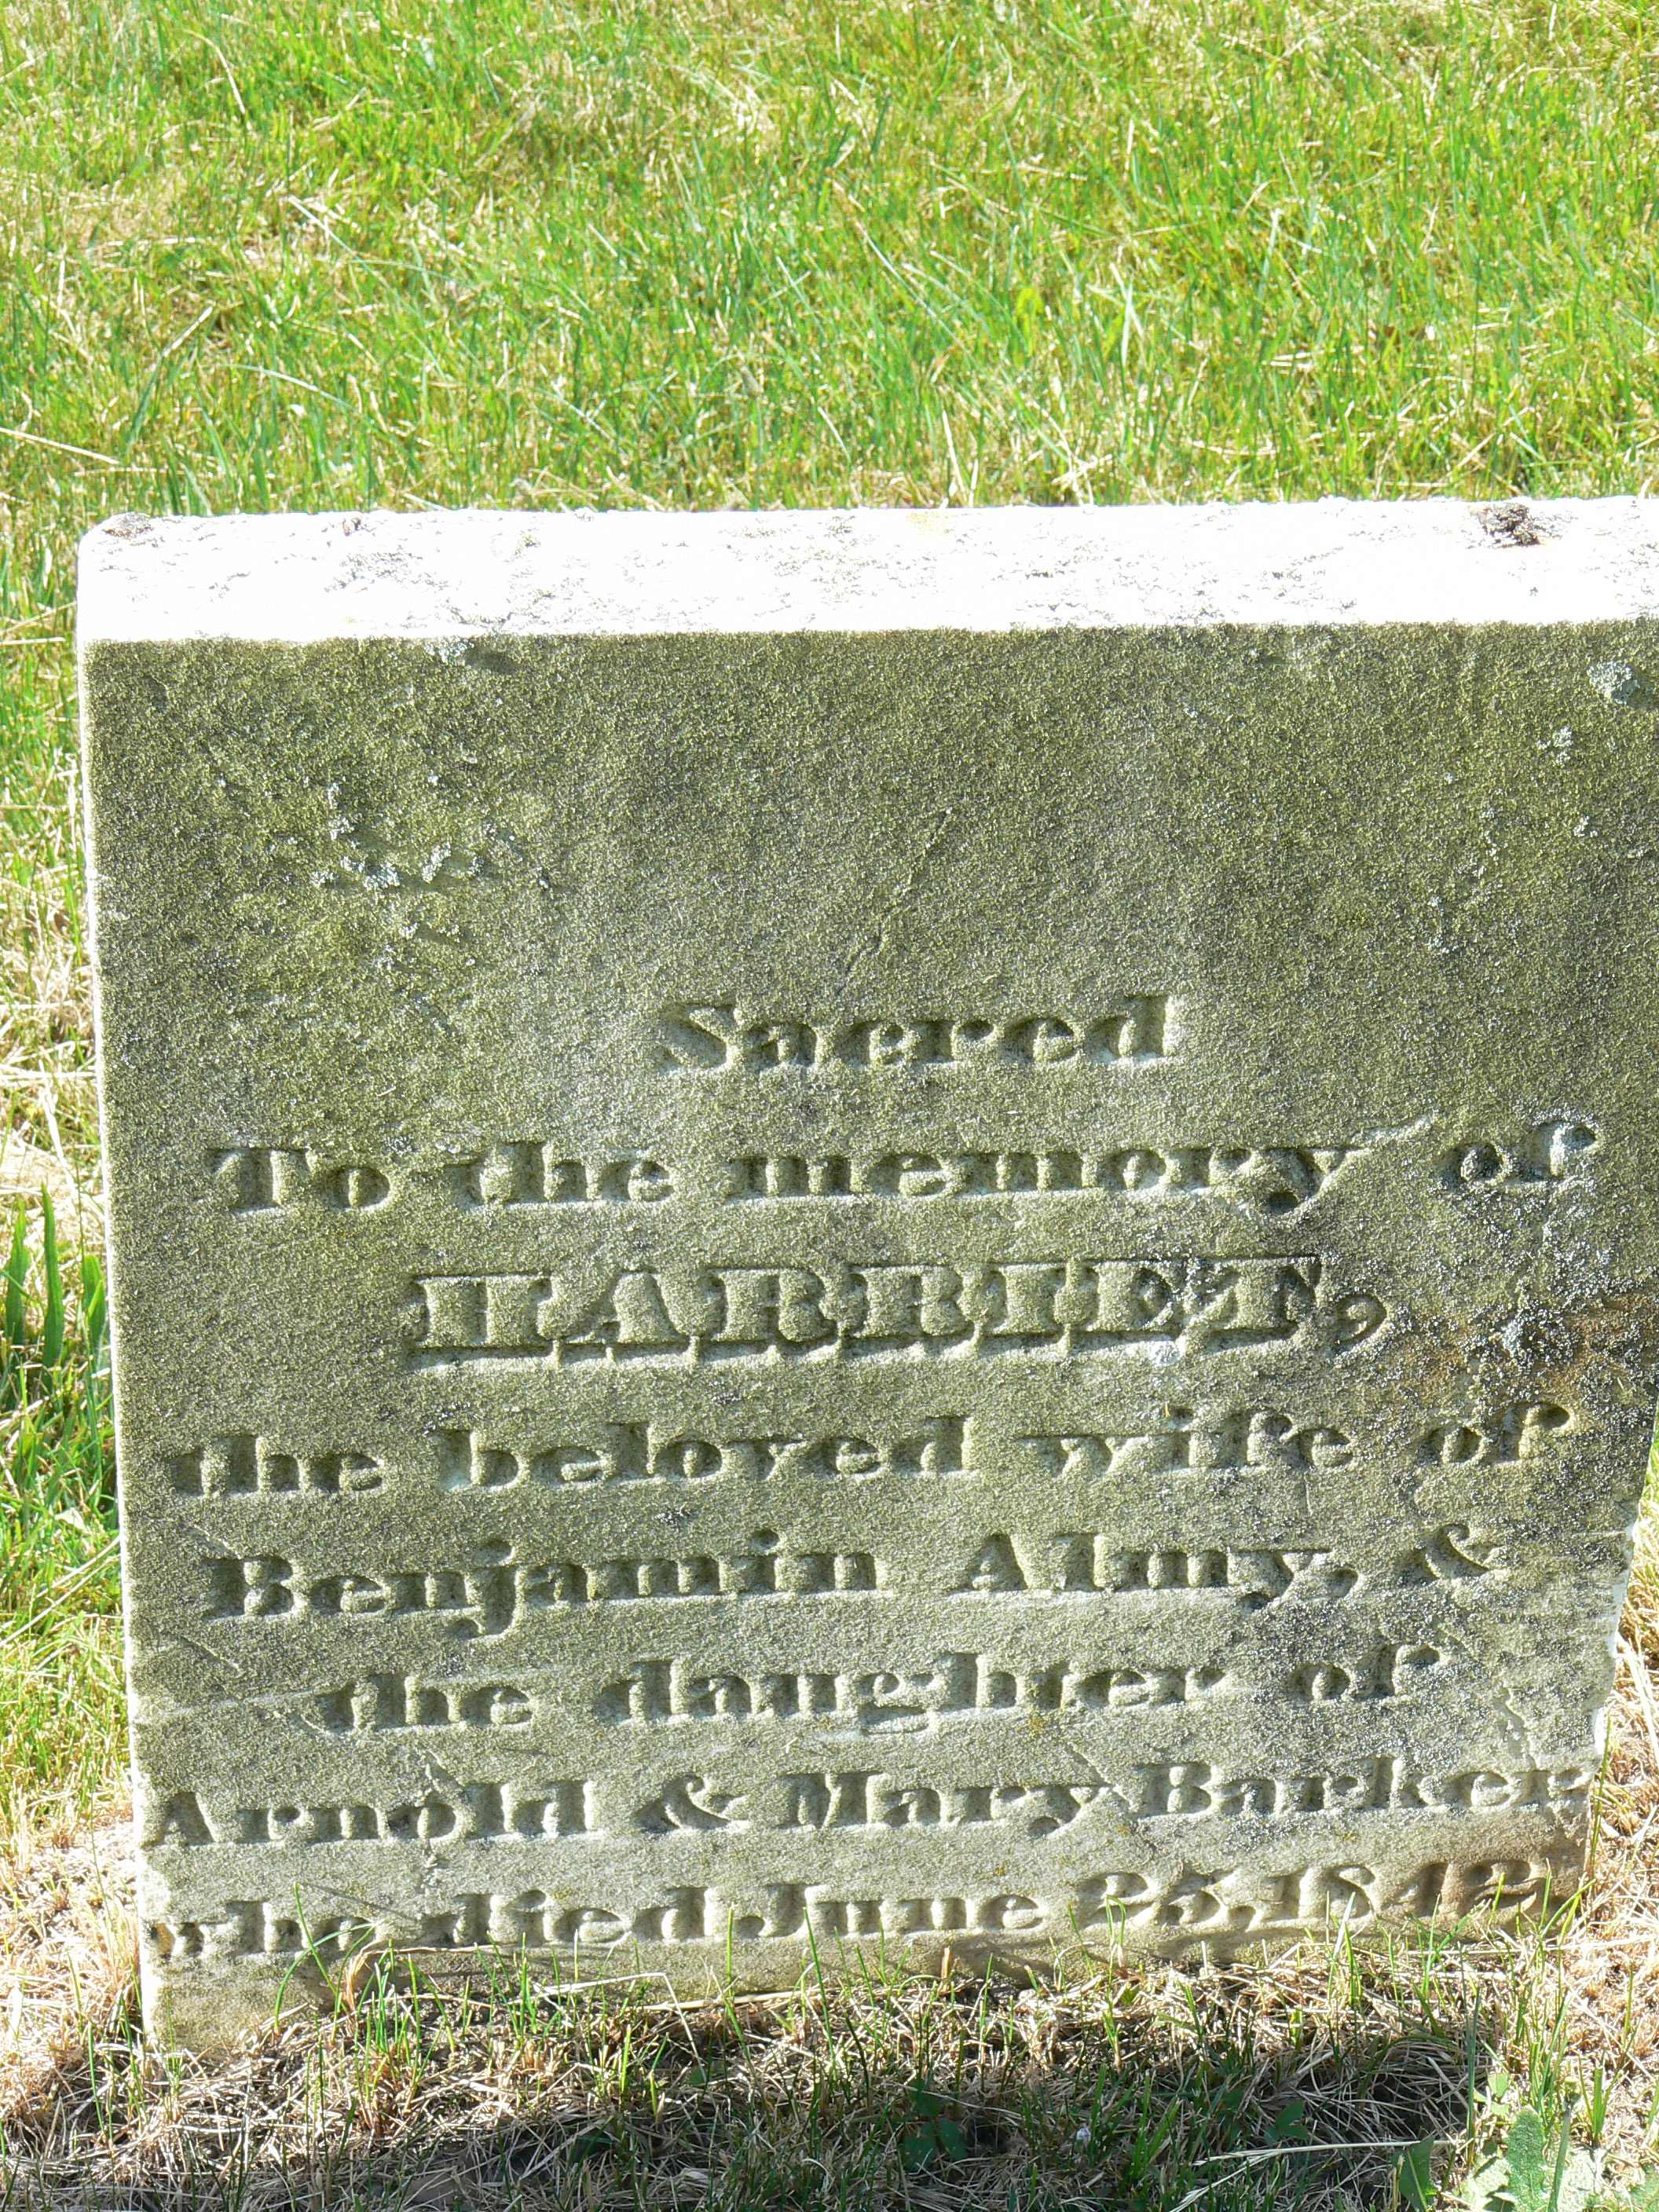 Sacred
To the memory of
HARRIET,
the beloved wife of
Benjamin Almy, &
the daughter of
Arnold & Mary Barker
who died June 25, 1842,